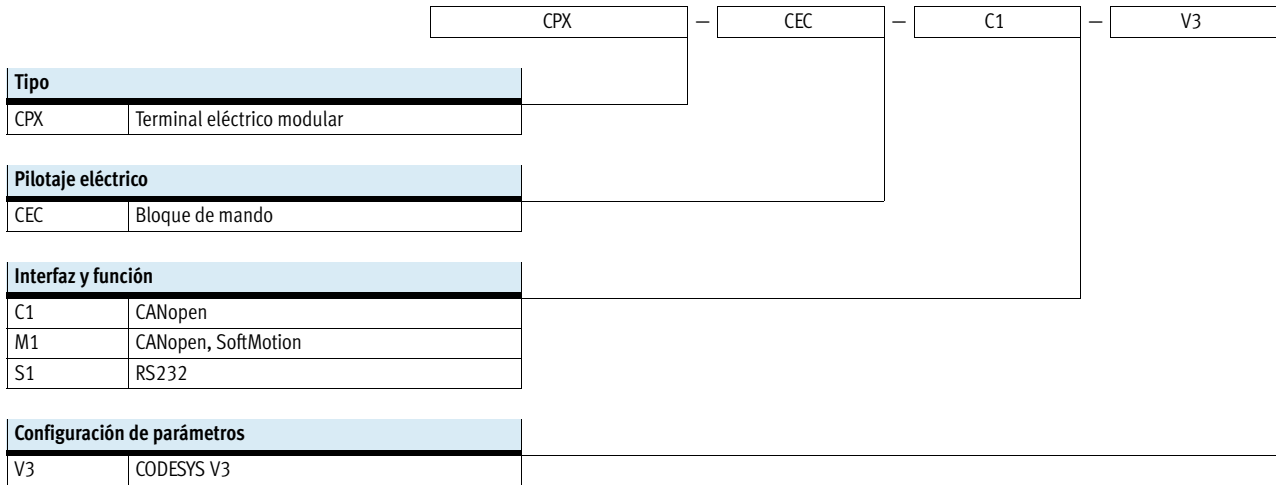 CPX — CEC — C1 — V3
Tipo
CPX Terminal eléctrico modular
Pilotaje eléctrico
CEC Bloque de mando
Interfaz y función
C1 CANopen
M1 CANopen, SoftMotion
S1 RS232
Configuración de parámetros
V3 CODESYS V3